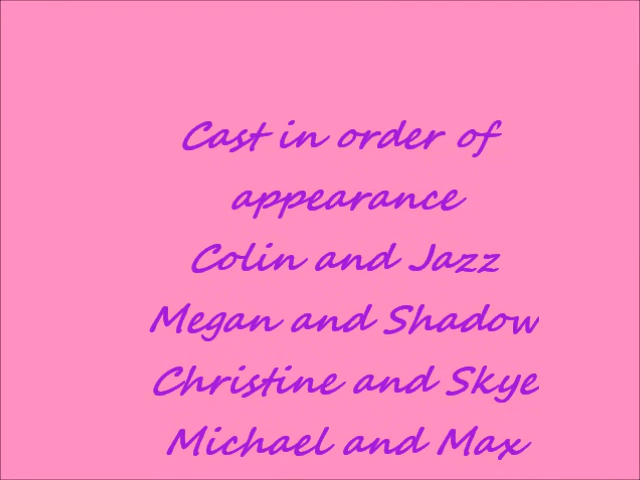 Cast in order of
appearance
Colin and Jazz
Megan and Shadow
Christine and Skye
Michael and Max